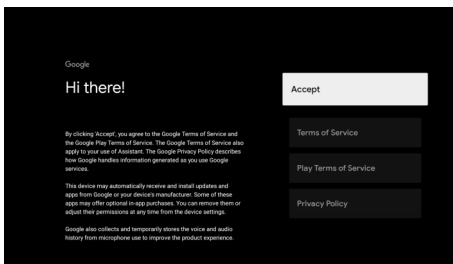 Google
Hi there!
By clicking 'Accept', you agree to the Google Terms of Service and
the Google Play Terms of Service. The Google Terms of Service also
apply to your use of Assistant. The Google Privacy Policy describes
how Google handles information generated as you use Google
services.
This device may automatically receive and install updates and
apps from Google or your device's manufacturer. Some of these
apps may offer optional in-app purchases. You can remove them or
adjust their permissions at any time from the device settings.
Google also collects and temporarily stores the voice and audio
history from microphone use to improve the product experience.
Accept
Terms of Service
Play Terms of Service
Privacy Policy